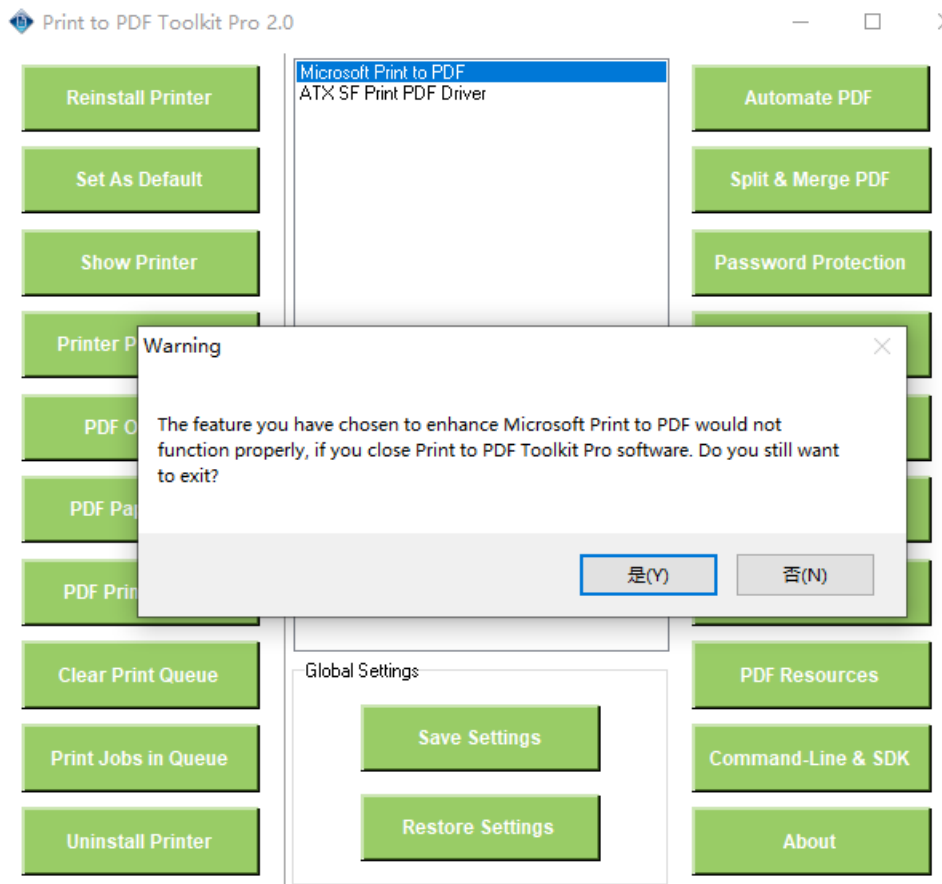 Print to PDF Toolkit Pro 2.0
Reinstall Printer
Set As Default
Show Printer
Printer P
PDF O
PDF Pa
PDF Prin
Clear Print Queue
Print Jobs in Queue
Uninstall Printer
Microsoft Print to PDF
ATX SF Print PDF Driver
Warning
The feature you have chosen to enhance Microsoft Print to PDF would not
function properly, if you close Print to PDF Toolkit Pro software. Do you still want
to exit?
是(Y)
否(N)
Global Settings
Save Settings
Restore Settings
Automate PDF
Split & Merge PDF
Password Protection
PDF Resources
Command-Line & SDK
About